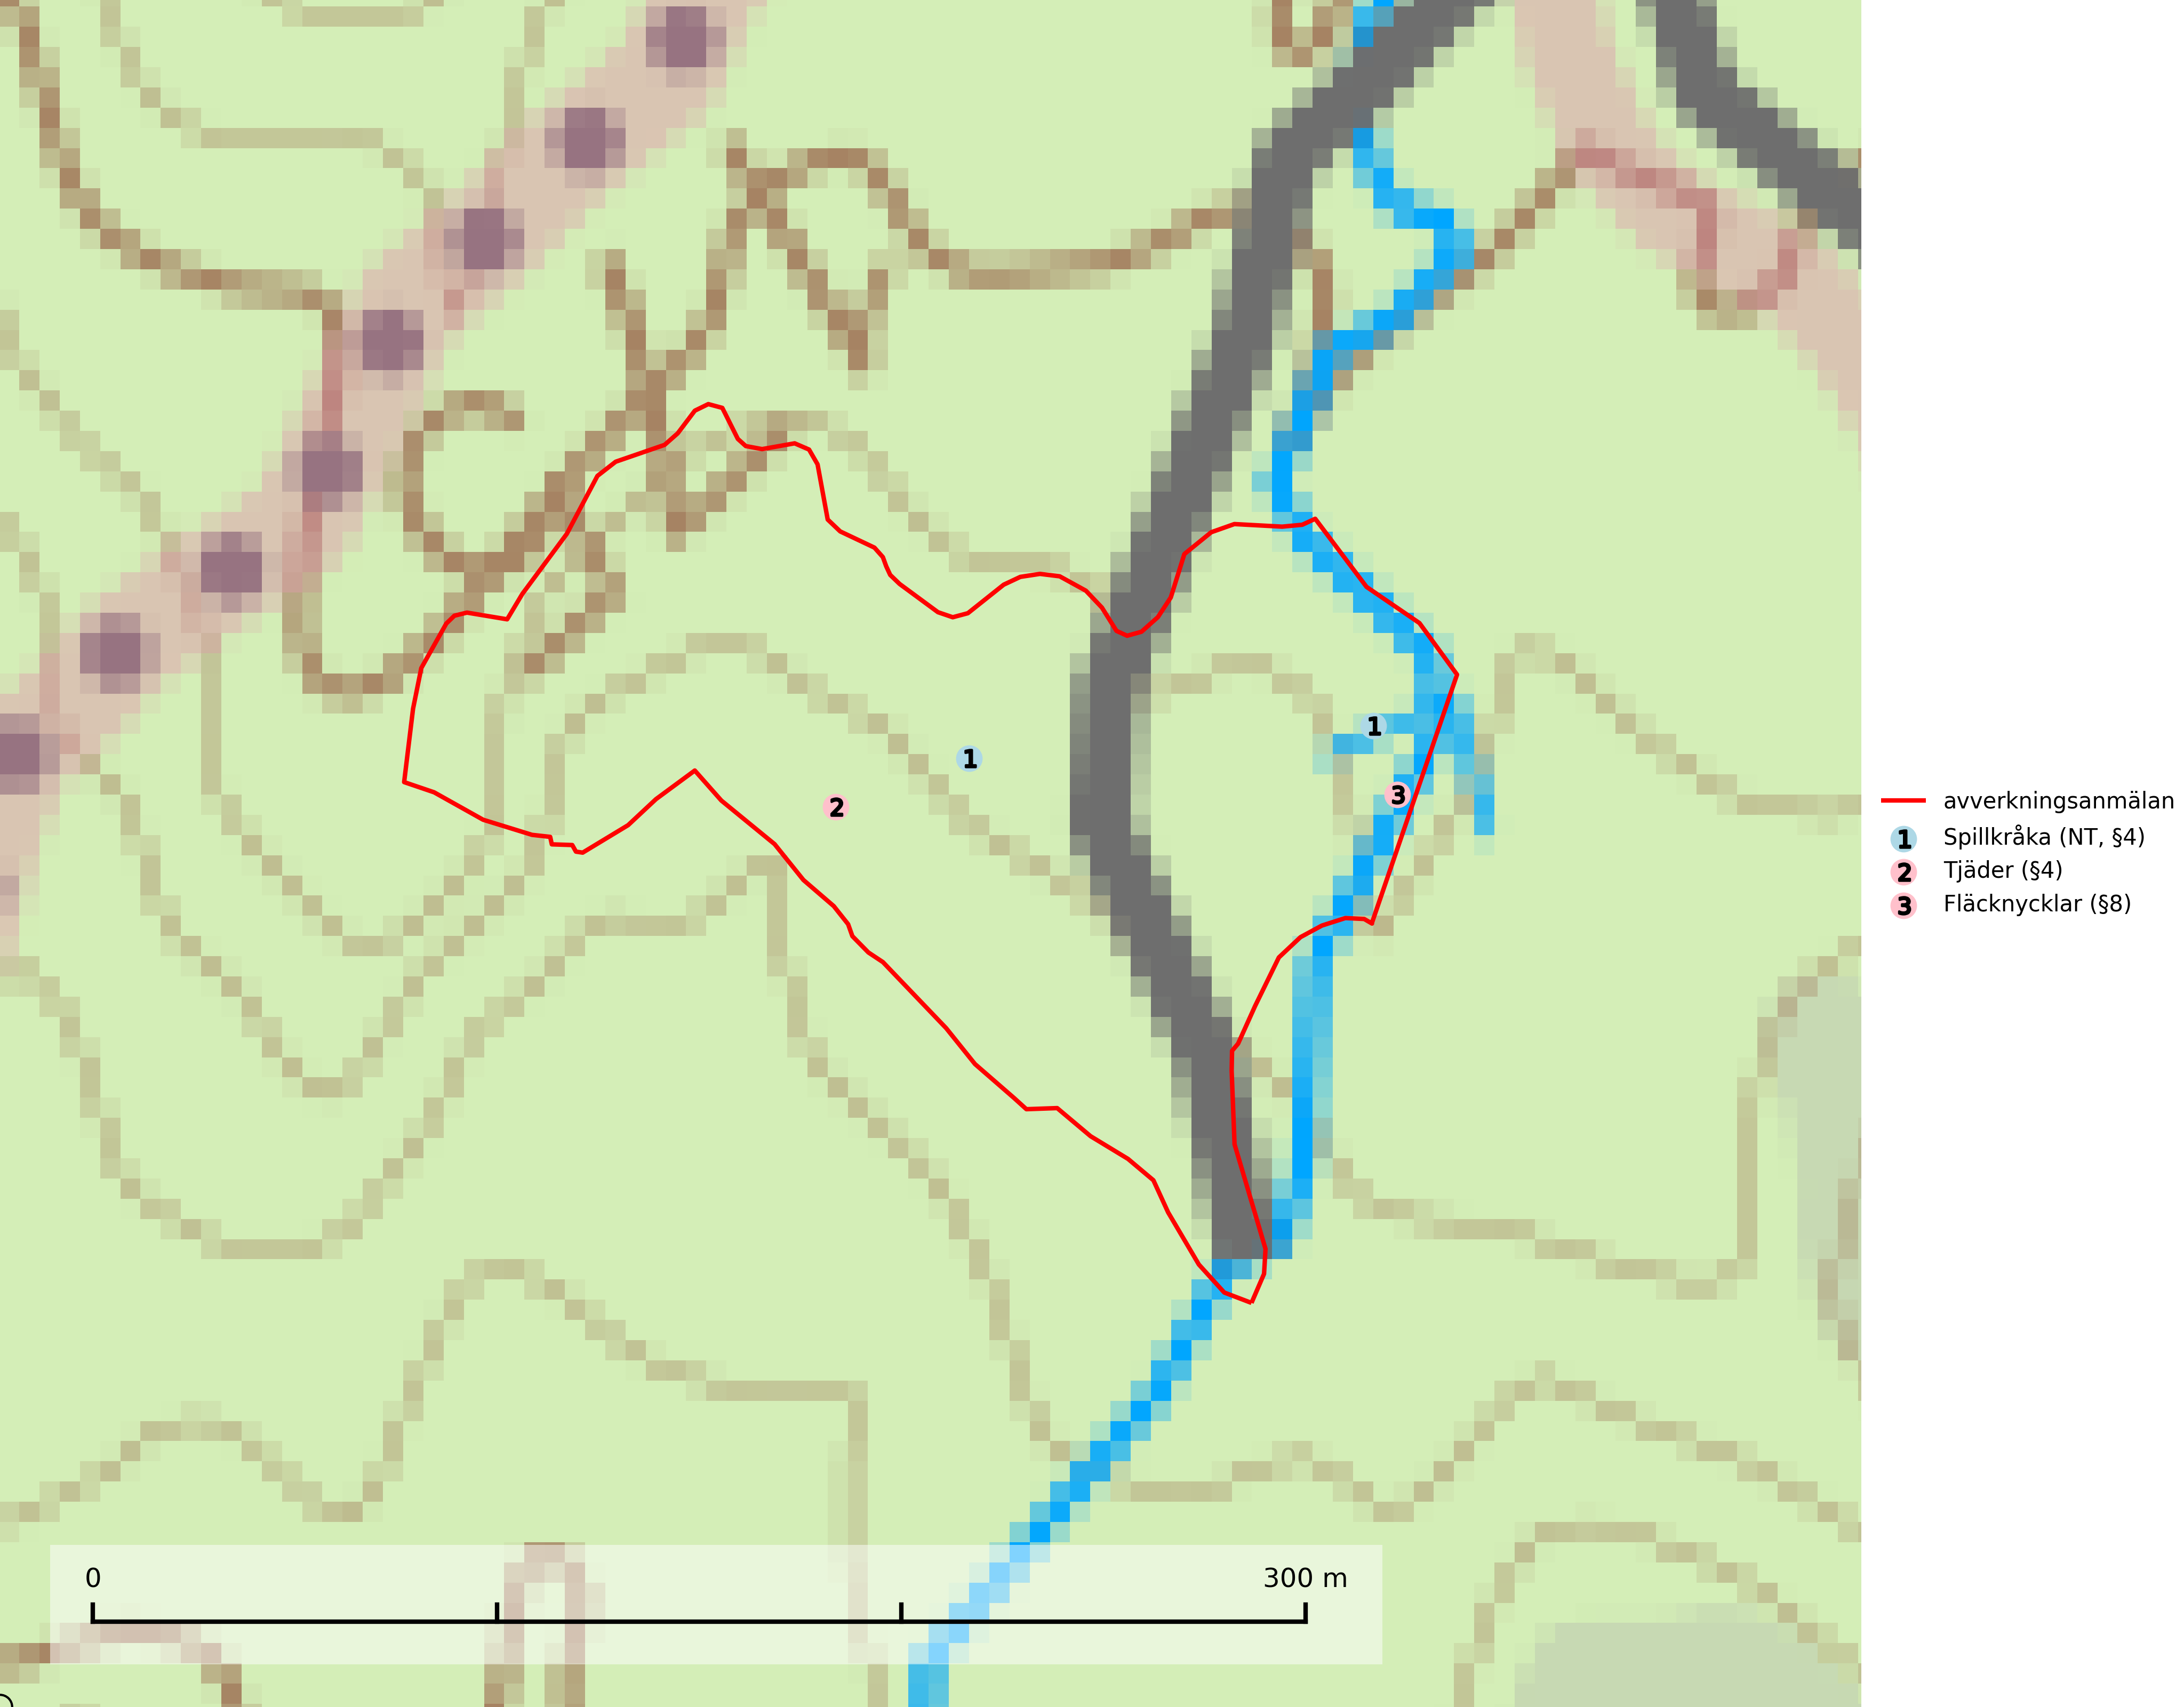 1
1
2
3
avverkningsanmälan
1 Spillkråka (NT, §4)
2 Tjäder (§4)
3 Fläcknycklar (§8)
0 300 m